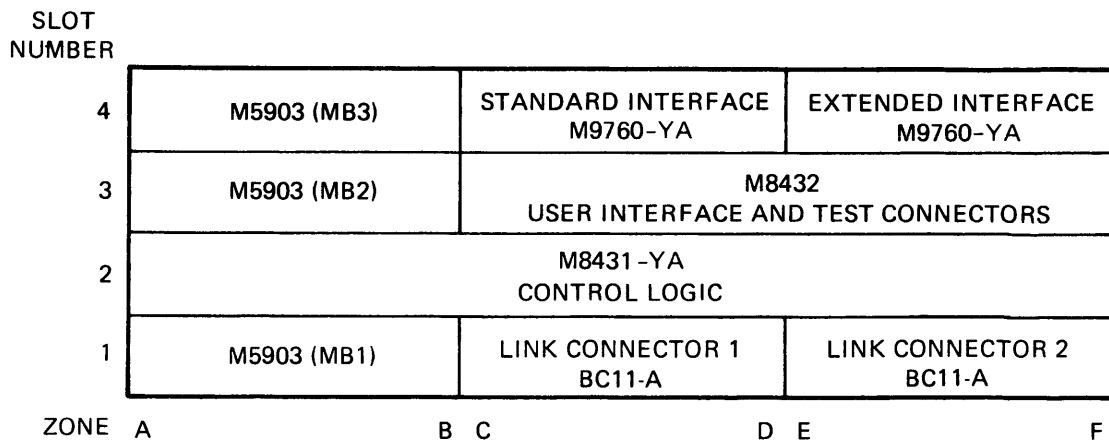 SLOT
NUMBER
4
M5903 (MB3)
STANDARD INTERFACE
M9760-YA
EXTENDED INTERFACE
M9760-YA
3
M5903 (MB2)
M8432
USER INTERFACE AND TEST CONNECTORS
2
M8431-YA
CONTROL LOGIC
1
M5903 (MB1)
LINK CONNECTOR 1
BC11-A
LINK CONNECTOR 2
BC11-A
ZONE A B C D E F